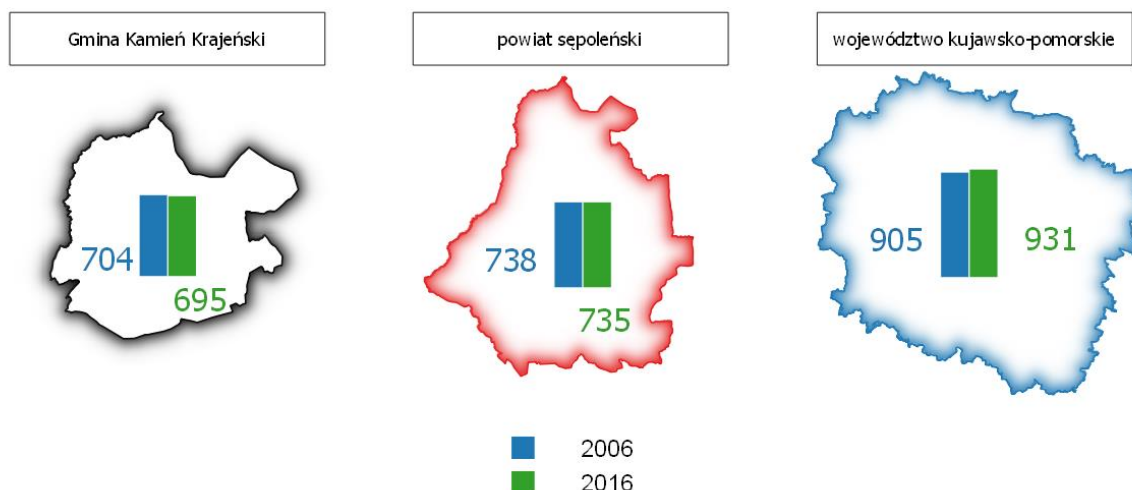 Gmina Kamień Krajeński
powiat sępoleński
województwo kujawsko-pomorskie
704
695
738
735
905
931
2006
2016